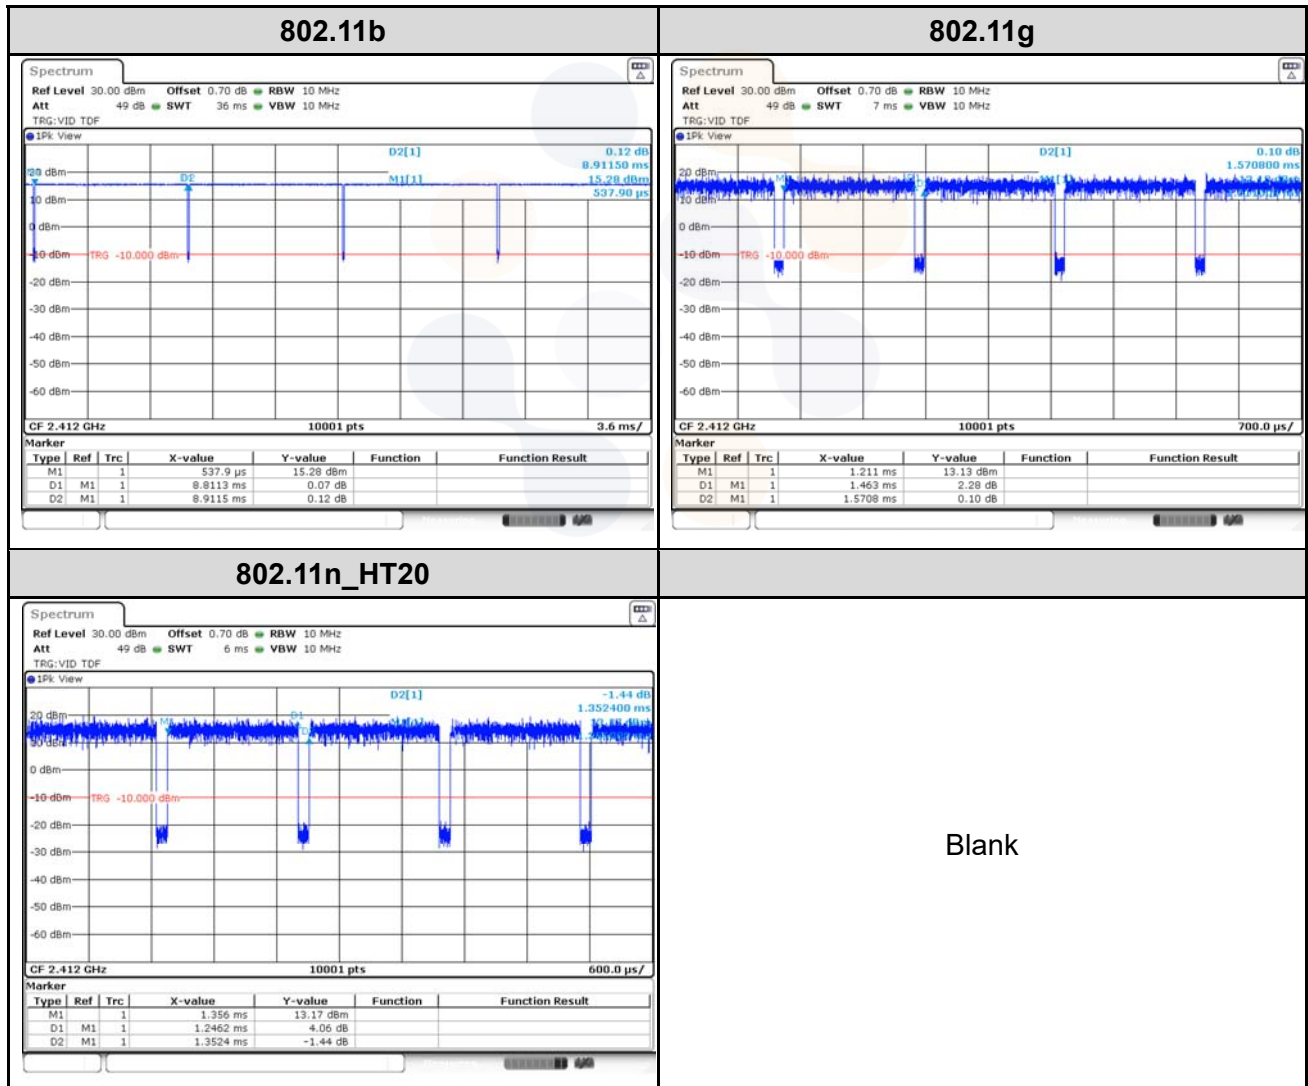 802.11b
802.11g
Spectrum
Ref Level 30.00 dBm Offset 0.70 dB RBW 10 MHz
Att 49 dB SWT 36 ms VBW 10 MHz
TRG:VID TDF
1Pk View
D2[1] 0.12 dB
8.91150 ms
20 dBm
D2
M1[1] 15.28 dBm
537.90 µs
10 dBm
0 dBm
-10 dBm TRG -10.000 dBm
-20 dBm
-30 dBm
-40 dBm
-50 dBm
-60 dBm
CF 2.412 GHz 10001 pts 3.6 ms/
Marker
Type Ref Trc X-value Y-value Function Function Result
M1 1 537.9 µs 15.28 dBm
D1 M1 1 8.8113 ms 0.07 dB
D2 M1 1 8.9115 ms 0.12 dB
Spectrum
Ref Level 30.00 dBm Offset 0.70 dB RBW 10 MHz
Att 49 dB SWT 7 ms VBW 10 MHz
TRG:VID TDF
1Pk View
D2[1] 0.10 dB
1.570800 ms
20 dBm
10 dBm
0 dBm
-10 dBm TRG -10.000 dBm
-20 dBm
-30 dBm
-40 dBm
-50 dBm
-60 dBm
CF 2.412 GHz 10001 pts 700.0 µs/
Marker
Type Ref Trc X-value Y-value Function Function Result
M1 1 1.211 ms 13.13 dBm
D1 M1 1 1.463 ms 2.28 dB
D2 M1 1 1.5708 ms 0.10 dB
802.11n_HT20
Spectrum
Ref Level 30.00 dBm Offset 0.70 dB RBW 10 MHz
Att 49 dB SWT 6 ms VBW 10 MHz
TRG:VID TDF
1Pk View
D2[1] -1.44 dB
1.352400 ms
20 dBm
D1
0 dBm
-10 dBm TRG -10.000 dBm
-20 dBm
-30 dBm
-40 dBm
-50 dBm
-60 dBm
CF 2.412 GHz 10001 pts 600.0 µs/
Marker
Type Ref Trc X-value Y-value Function Function Result
M1 1 1.356 ms 13.17 dBm
D1 M1 1 1.2462 ms 4.06 dB
D2 M1 1 1.3524 ms -1.44 dB
Blank